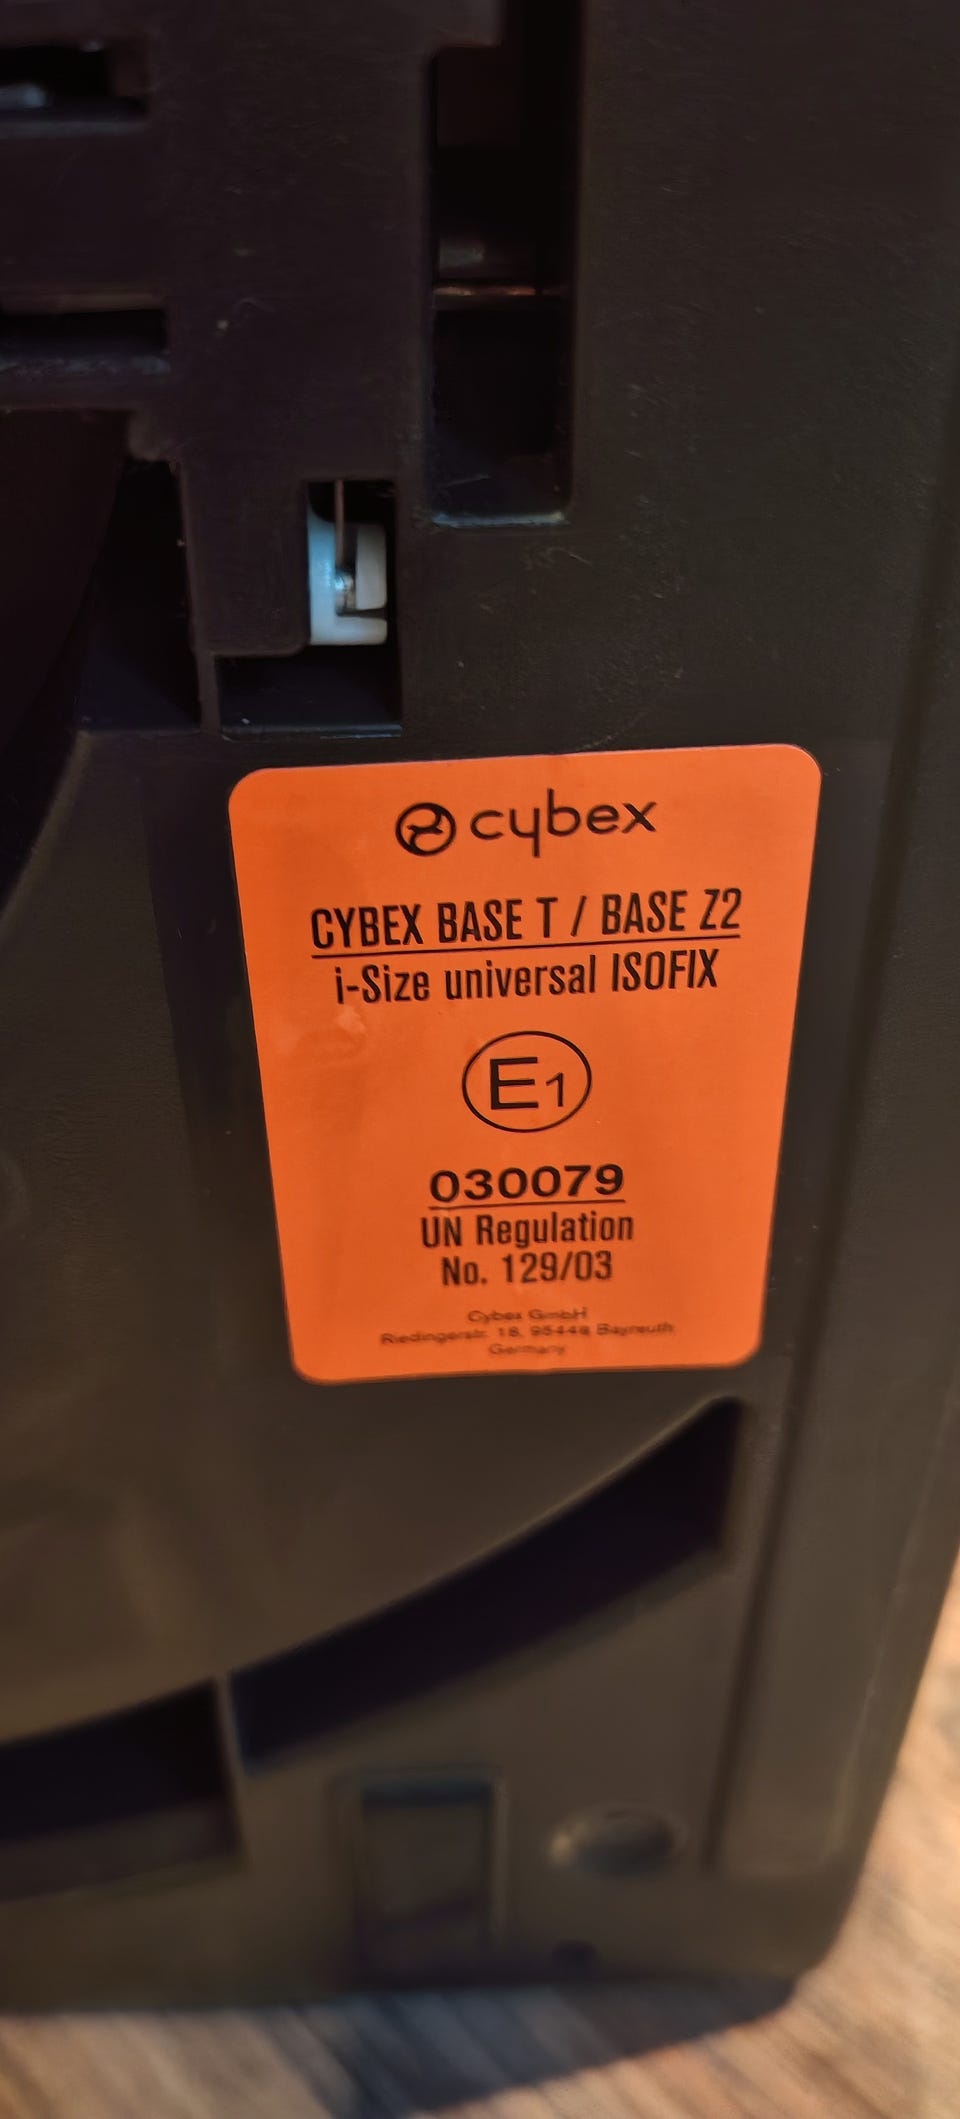 cybex
CYBEX BASE T / BASE Z2
i-Size universal ISOFIX
E1
030079
UN Regulation
No. 129/03
Cybex GmbH
Riedingerstr. 18, 95448 Bayreuth
Germany